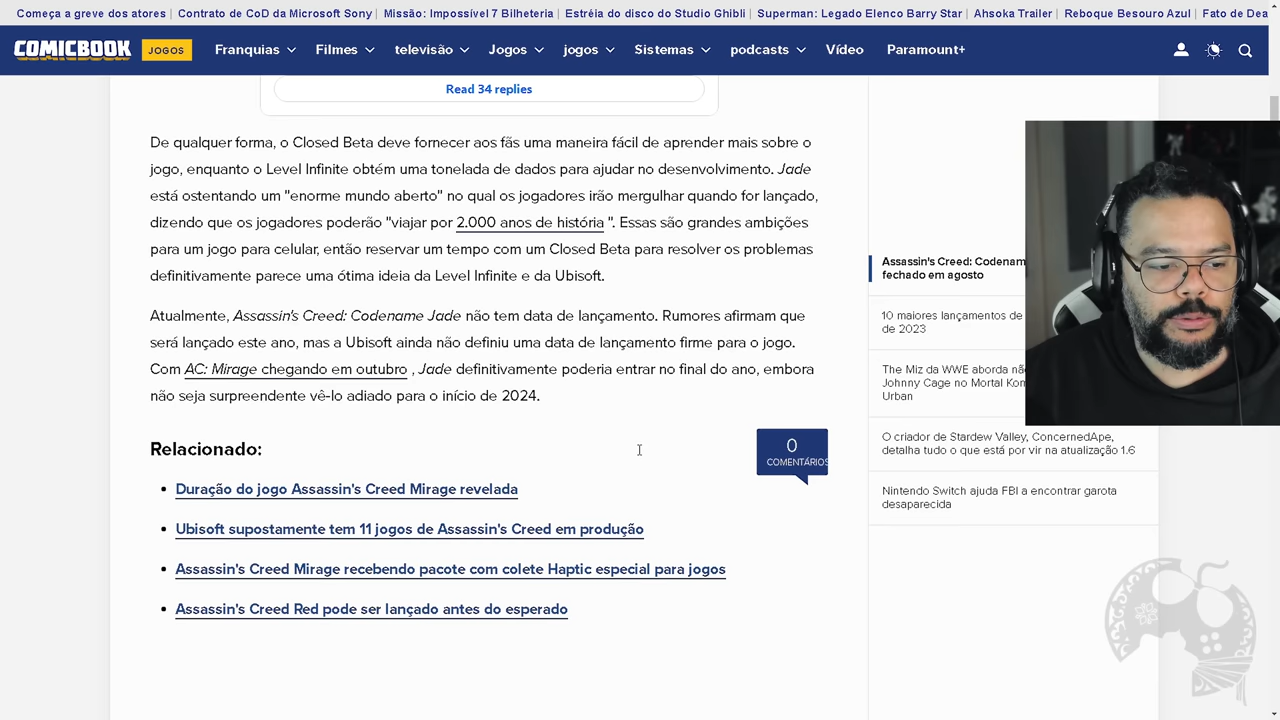 Começa a greve dos atores | Contrato de CoD da Microsoft Sony | Missão: Impossível 7 Bilheteria | Estréia do disco do Studio Ghibli | Superman: Legado Elenco Barry Star | Ahsoka Trailer | Reboque Besouro Azul | Fato de Dea
COMICBOOK JOGOS Franquias Filmes televisão Jogos jogos Sistemas podcasts Vídeo Paramount+
Read 34 replies
De qualquer forma, o Closed Beta deve fornecer aos fãs uma maneira fácil de aprender mais sobre o
jogo, enquanto o Level Infinite obtém uma tonelada de dados para ajudar no desenvolvimento. Jade
está ostentando um "enorme mundo aberto" no qual os jogadores irão mergulhar quando for lançado,
dizendo que os jogadores poderão "viajar por 2.000 anos de história ". Essas são grandes ambições
para um jogo para celular, então reservar um tempo com um Closed Beta para resolver os problemas
definitivamente parece uma ótima ideia da Level Infinite e da Ubisoft.
Atualmente, Assassin's Creed: Codename Jade não tem data de lançamento. Rumores afirmam que
será lançado este ano, mas a Ubisoft ainda não definiu uma data de lançamento firme para o jogo.
Com AC: Mirage chegando em outubro , Jade definitivamente poderia entrar no final do ano, embora
não seja surpreendente vê-lo adiado para o início de 2024.
Relacionado:
0
COMENTÁRIOS
Duração do jogo Assassin's Creed Mirage revelada
Ubisoft supostamente tem 11 jogos de Assassin's Creed em produção
Assassin's Creed Mirage recebendo pacote com colete Haptic especial para jogos
Assassin's Creed Red pode ser lançado antes do esperado
Assassin's Creed: Codenam
fechado em agosto
10 maiores lançamentos de
de 2023
The Miz da WWE aborda nã
Johnny Cage no Mortal Kom
Urban
O criador de Stardew Valley, ConcernedApe,
detalha tudo o que está por vir na atualização 1.6
Nintendo Switch ajuda FBI a encontrar garota
desaparecida